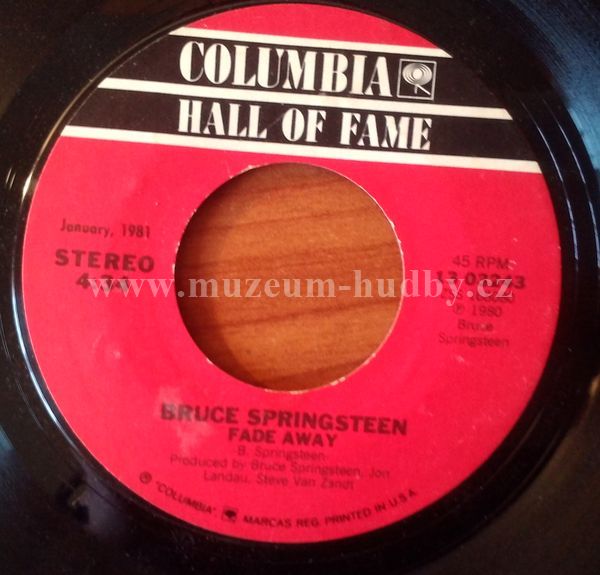 COLUMBIA
HALL OF FAME
January, 1981
STEREO
45 RPM
www.muzeum-hudby.cz
℗ 1980
Bruce
Springsteen
BRUCE SPRINGSTEEN
FADE AWAY
B. Springsteen
Produced by Bruce Springsteen, Jon
Landau, Steve Van Zandt
® "COLUMBIA" MARCAS REG. PRINTED IN U.S.A.